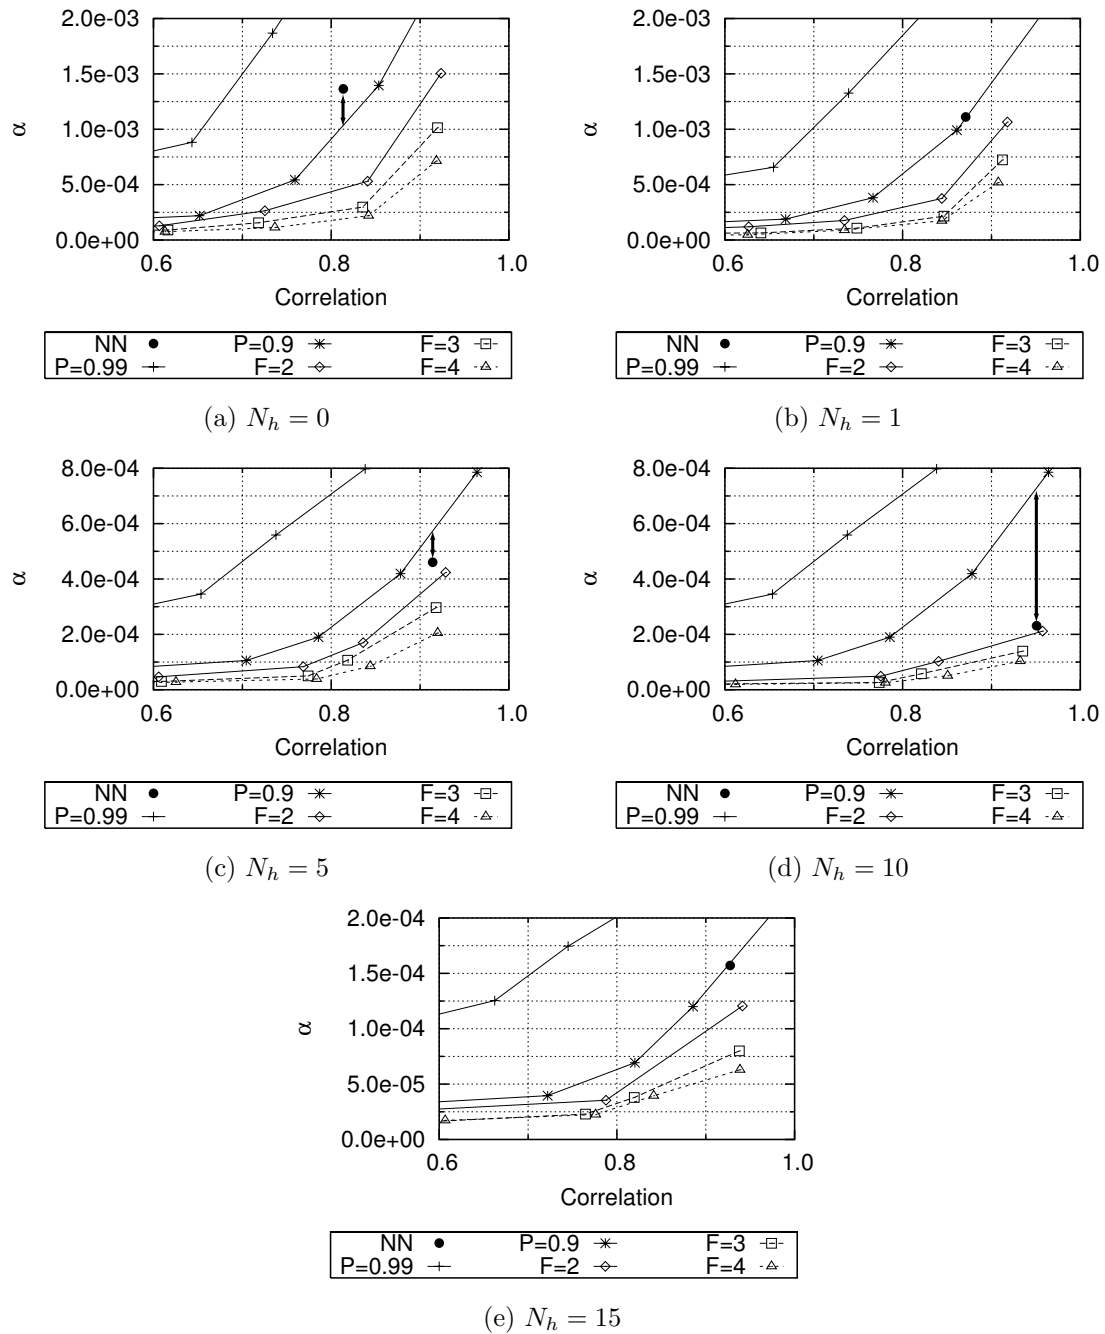 2.0e-03
1.5e-03
1.0e-03
5.0e-04
0.0e+00
α
0.6 0.8 1.0
Correlation
NN P=0.9 F=3
P=0.99 F=2 F=4
(a) N_h = 0
2.0e-03
1.5e-03
1.0e-03
5.0e-04
0.0e+00
α
0.6 0.8 1.0
Correlation
NN P=0.9 F=3
P=0.99 F=2 F=4
(b) N_h = 1
8.0e-04
6.0e-04
4.0e-04
2.0e-04
0.0e+00
α
0.6 0.8 1.0
Correlation
NN P=0.9 F=3
P=0.99 F=2 F=4
(c) N_h = 5
8.0e-04
6.0e-04
4.0e-04
2.0e-04
0.0e+00
α
0.6 0.8 1.0
Correlation
NN P=0.9 F=3
P=0.99 F=2 F=4
(d) N_h = 10
2.0e-04
1.5e-04
1.0e-04
5.0e-05
0.0e+00
α
0.6 0.8 1.0
Correlation
NN P=0.9 F=3
P=0.99 F=2 F=4
(e) N_h = 15